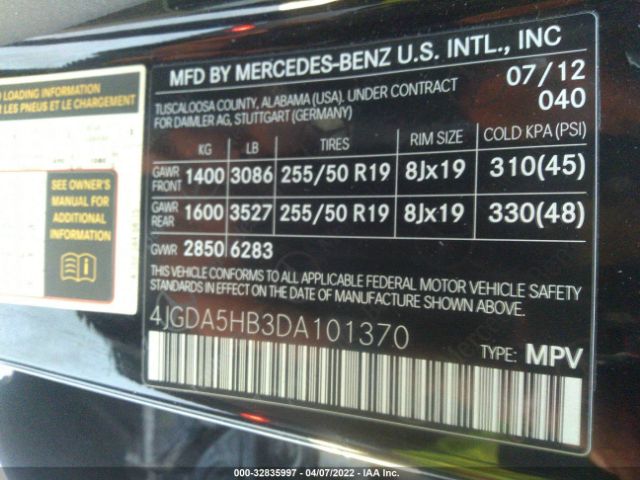 D LOADING INFORMATION
R LES PNEUS ET LE CHARGEMENT
SEE OWNER'S
MANUAL FOR
ADDITIONAL
INFORMATION
MFD BY MERCEDES-BENZ U.S. INTL., INC
TUSCALOOSA COUNTY, ALABAMA (USA). UNDER CONTRACT 07/12
FOR DAIMLER AG, STUTTGART (GERMANY) 040
KG LB TIRES RIM SIZE COLD KPA (PSI)
GAWR FRONT 1400 3086 255/50 R19 8Jx19 310(45)
GAWR REAR 1600 3527 255/50 R19 8Jx19 330(48)
GVWR 2850 6283
THIS VEHICLE CONFORMS TO ALL APPLICABLE FEDERAL MOTOR VEHICLE SAFETY
STANDARDS IN EFFECT ON THE DATE OF MANUFACTURE SHOWN ABOVE.
4JGDA5HB3DA101370
TYPE: MPV
000-32835997 - 04/07/2022 - IAA Inc.